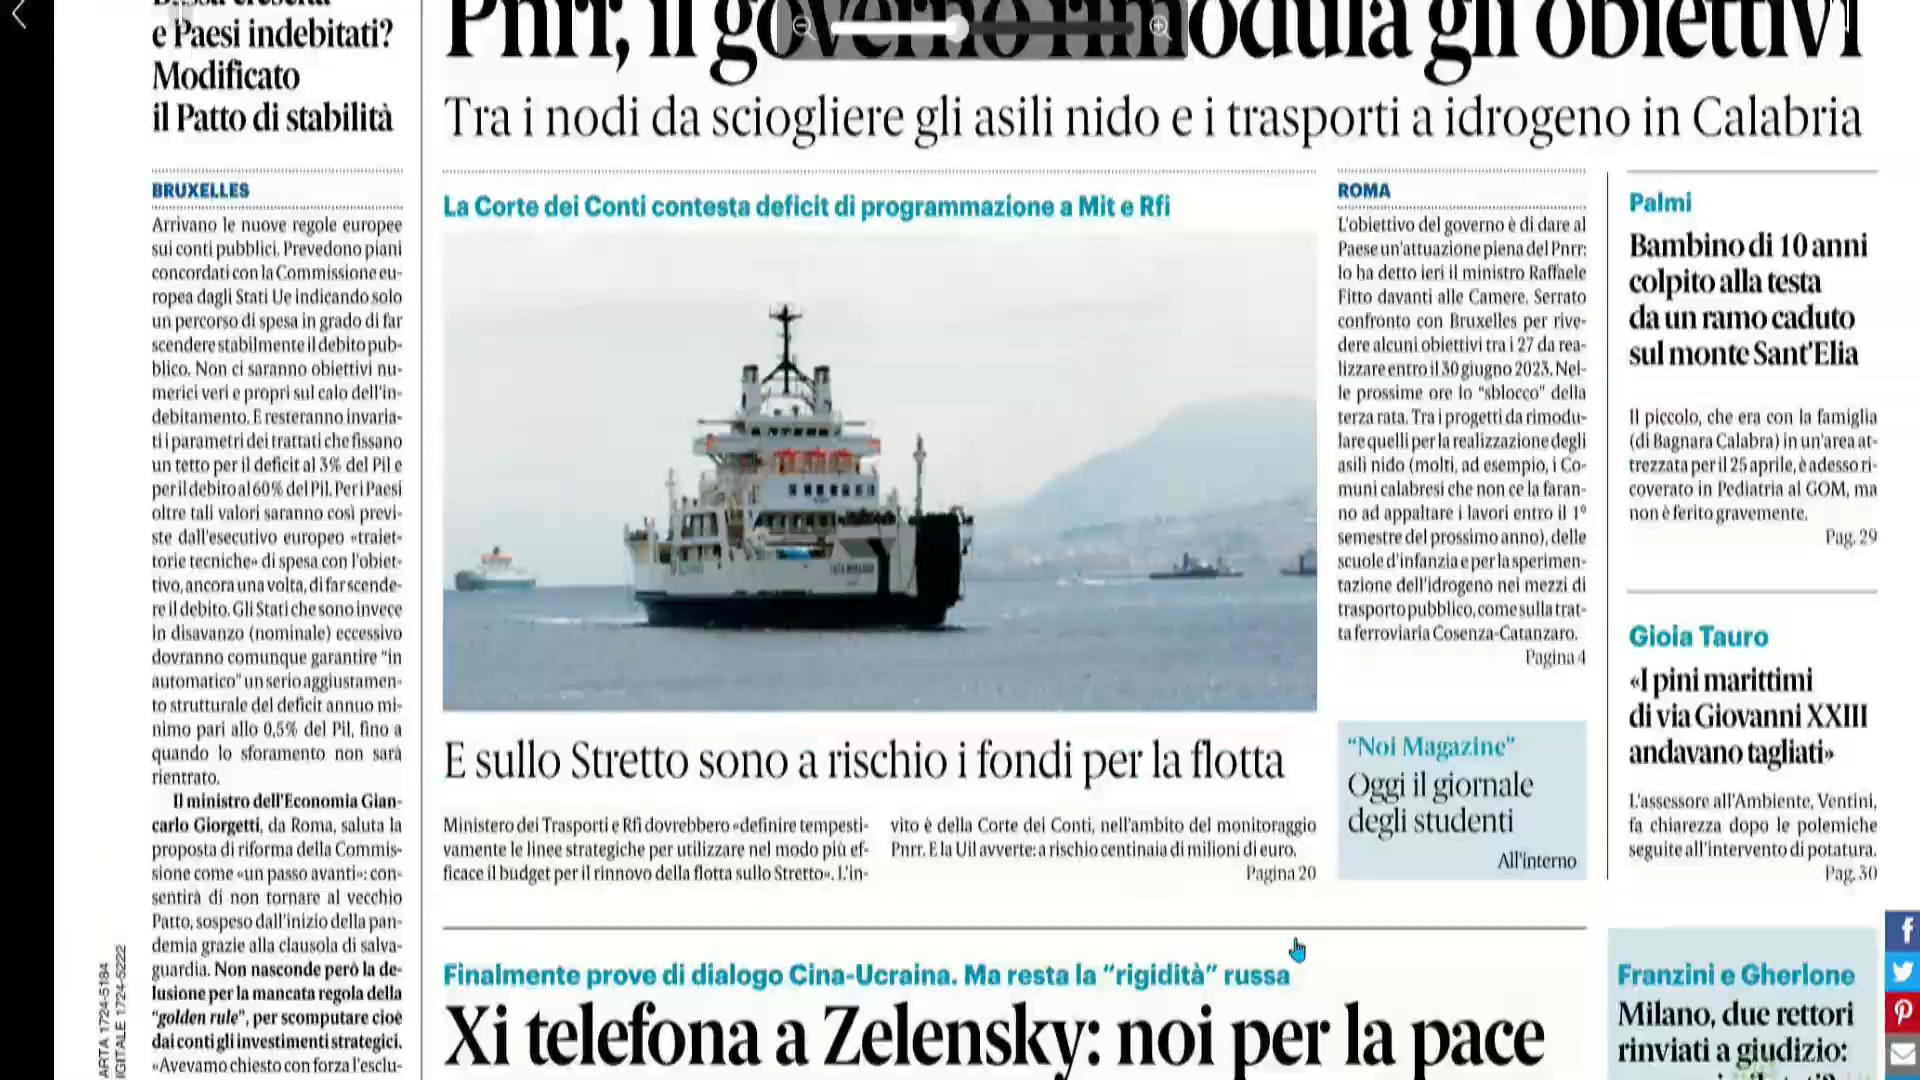 e Paesi indebitati?
Modificato
il Patto di stabilità
BRUXELLES
Arrivano le nuove regole europee
sui conti pubblici. Prevedono piani
concordati con la Commissione eu-
ropea dagli Stati Ue indicando solo
un percorso di spesa in grado di far
scendere stabilmente il debito pub-
blico. Non ci saranno obiettivi nu-
merici veri e propri sul calo dell'in-
debitamento. E resteranno invaria-
ti i parametri dei trattati che fissano
un tetto per il deficit al 3% del Pil e
per il debito al 60% del Pil. Per i Paesi
oltre tali valori saranno così previ-
ste dall'esecutivo europeo «traiet-
torie tecniche» di spesa con l'obiet-
tivo, ancora una volta, di far scende-
re il debito. Gli Stati che sono invece
in disavanzo (nominale) eccessivo
dovranno comunque garantire "in
automatico" un serio aggiustamen-
to strutturale del deficit annuo mi-
nimo pari allo 0,5% del Pil, fino a
quando lo sforamento non sarà
rientrato.
Il ministro dell'Economia Gian-
carlo Giorgetti, da Roma, saluta la
proposta di riforma della Commis-
sione come «un passo avanti»: con-
sentirà di non tornare al vecchio
Patto, sospeso dall'inizio della pan-
demia grazie alla clausola di salva-
guardia. Non nasconde però la de-
lusione per la mancata regola della
"golden rule", per scomputare cioè
dai conti gli investimenti strategici.
«Avevamo chiesto con forza l'esclu-
ARTA 1724-5184
IGITALE 1724-5222
Pnrr, il governo rimodula gli obiettivi
Tra i nodi da sciogliere gli asili nido e i trasporti a idrogeno in Calabria
La Corte dei Conti contesta deficit di programmazione a Mit e Rfi
E sullo Stretto sono a rischio i fondi per la flotta
Ministero dei Trasporti e Rfi dovrebbero «definire tempesti-
vamente le linee strategiche per utilizzare nel modo più ef-
ficace il budget per il rinnovo della flotta sullo Stretto». L'in-
vito è della Corte dei Conti, nell'ambito del monitoraggio
Pnrr. E la Uil avverte: a rischio centinaia di milioni di euro.
Pagina 20
ROMA
L'obiettivo del governo è di dare al
Paese un'attuazione piena del Pnrr:
lo ha detto ieri il ministro Raffaele
Fitto davanti alle Camere. Serrato
confronto con Bruxelles per rive-
dere alcuni obiettivi tra i 27 da rea-
lizzare entro il 30 giugno 2023. Nel-
le prossime ore lo "sblocco" della
terza rata. Tra i progetti da rimodu-
lare quelli per la realizzazione degli
asili nido (molti, ad esempio, i Co-
muni calabresi che non ce la faran-
no ad appaltare i lavori entro il 1°
semestre del prossimo anno), delle
scuole d'infanzia e per la sperimen-
tazione dell'idrogeno nei mezzi di
trasporto pubblico, come sulla trat-
ta ferroviaria Cosenza-Catanzaro.
Pagina 4
"Noi Magazine"
Oggi il giornale
degli studenti
All'interno
Palmi
Bambino di 10 anni
colpito alla testa
da un ramo caduto
sul monte Sant'Elia
Il piccolo, che era con la famiglia
(di Bagnara Calabra) in un'area at-
trezzata per il 25 aprile, è adesso ri-
coverato in Pediatria al GOM, ma
non è ferito gravemente.
Pag. 29
Gioia Tauro
«I pini marittimi
di via Giovanni XXIII
andavano tagliati»
L'assessore all'Ambiente, Ventini,
fa chiarezza dopo le polemiche
seguite all'intervento di potatura.
Pag. 30
Finalmente prove di dialogo Cina-Ucraina. Ma resta la "rigidità" russa
Xi telefona a Zelensky: noi per la pace
Franzini e Gherlone
Milano, due rettori
rinviati a giudizio: